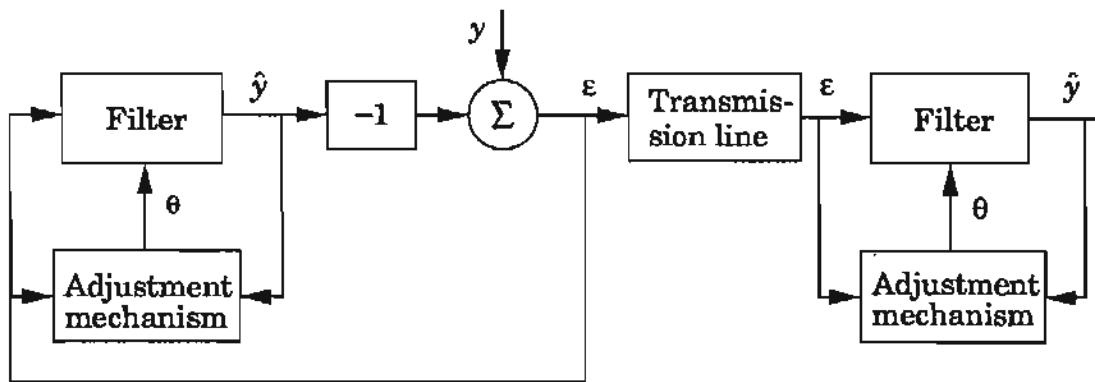 y
ŷ
ε
ε
ŷ
Filter
−1
Σ
Transmis-
sion line
Filter
θ
θ
Adjustment
mechanism
Adjustment
mechanism